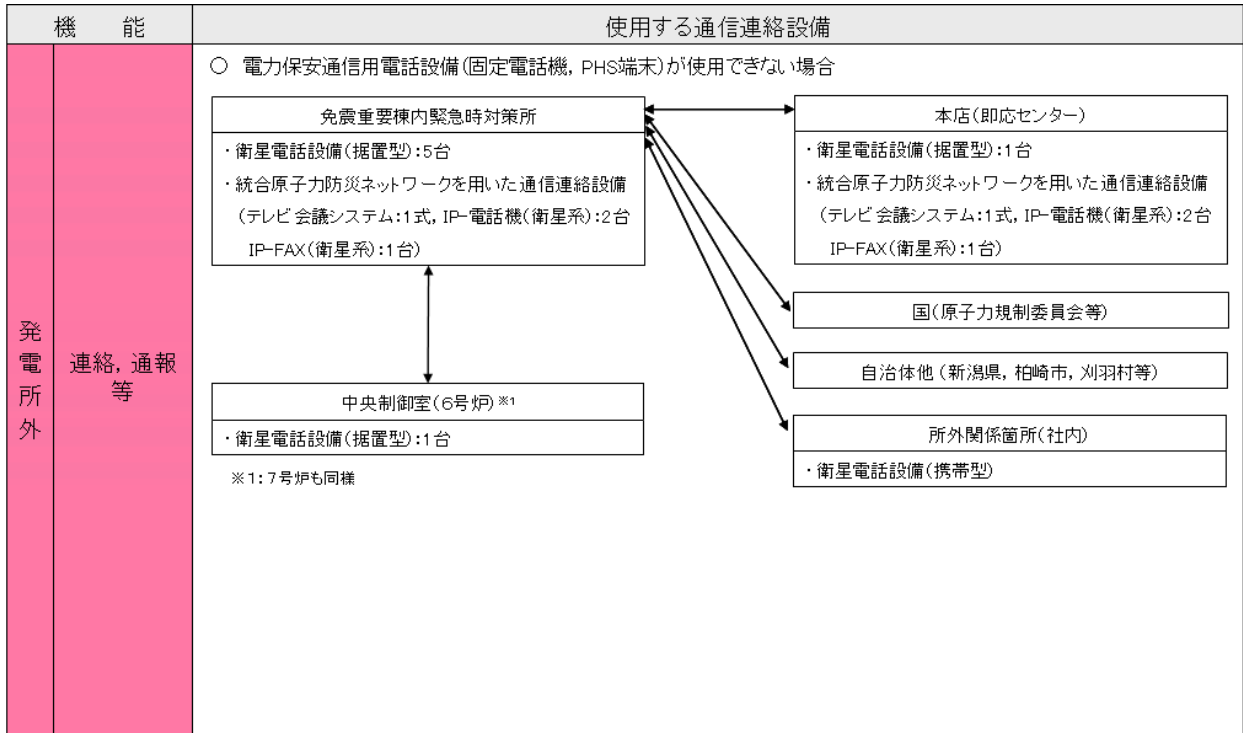 機　能
使用する通信連絡設備
発電所外
連絡，通報等
○ 電力保安通信用電話設備(固定電話機，PHS端末)が使用できない場合
免震重要棟内緊急時対策所
・衛星電話設備(据置型)：5台
・統合原子力防災ネットワークを用いた通信連絡設備
(テレビ会議システム：1式，IP-電話機(衛星系)：2台
IP-FAX(衛星系)：1台)
本店(即応センター)
・衛星電話設備(据置型)：1台
・統合原子力防災ネットワークを用いた通信連絡設備
(テレビ会議システム：1式，IP-電話機(衛星系)：2台
IP-FAX(衛星系)：1台)
国(原子力規制委員会等)
自治体他(新潟県，柏崎市，刈羽村等)
所外関係箇所(社内)
・衛星電話設備(携帯型)
中央制御室(6号炉)※1
・衛星電話設備(据置型)：1台
※1：7号炉も同様